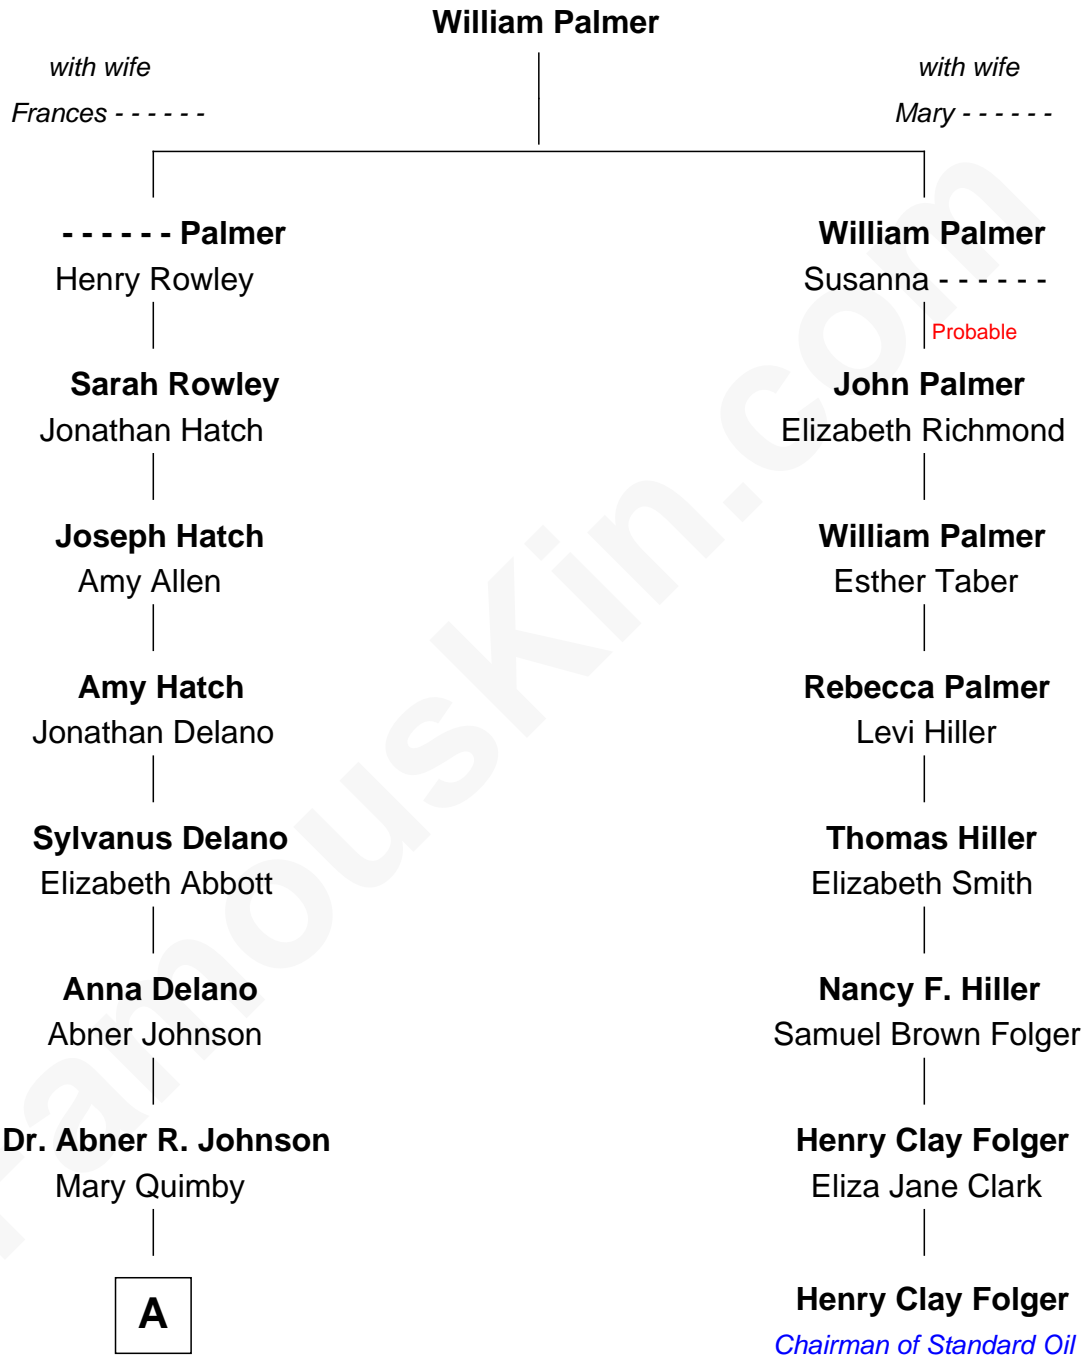 William Palmer
with wife
Frances - - - - - -
with wife
Mary - - - - - -
- - - - - - Palmer
Henry Rowley
William Palmer
Susanna - - - - - -
Probable
Sarah Rowley
Jonathan Hatch
John Palmer
Elizabeth Richmond
Joseph Hatch
Amy Allen
William Palmer
Esther Taber
Amy Hatch
Jonathan Delano
Rebecca Palmer
Levi Hiller
Sylvanus Delano
Elizabeth Abbott
Thomas Hiller
Elizabeth Smith
Anna Delano
Abner Johnson
Nancy F. Hiller
Samuel Brown Folger
Dr. Abner R. Johnson
Mary Quimby
Henry Clay Folger
Eliza Jane Clark
A
Henry Clay Folger
Chairman of Standard Oil
FamousKin.com